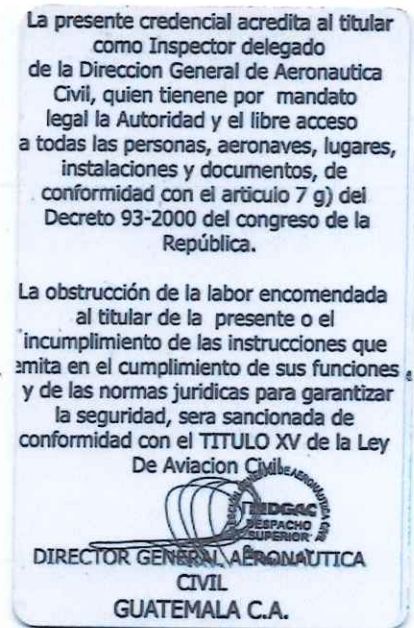 La presente credencial acredita al titular
como Inspector delegado
de la Direccion General de Aeronautica
Civil, quien tienene por mandato
legal la Autoridad y el libre acceso
a todas las personas, aeronaves, lugares,
instalaciones y documentos, de
conformidad con el articulo 7 g) del
Decreto 93-2000 del congreso de la
República.
La obstrucción de la labor encomendada
al titular de la presente o el
incumplimiento de las instrucciones que
emita en el cumplimiento de sus funciones
y de las normas juridicas para garantizar
la seguridad, sera sancionada de
conformidad con el TITULO XV de la Ley
De Aviacion Civil
DGAC
DESPACHO
SUPERIOR
DIRECTOR GENERAL AERONAUTICA
CIVIL
GUATEMALA C.A.